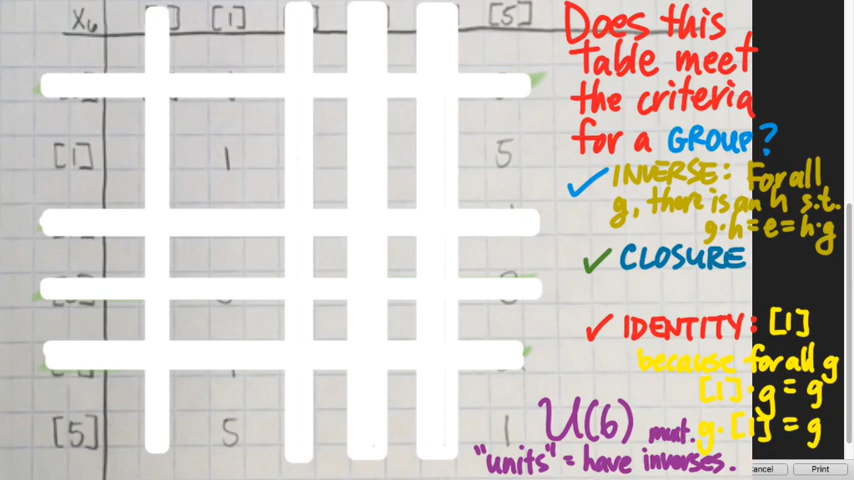 X6 [1] [5]
[1] 1 5
[5] 5 1
Does this
table meet
the criteria
for a GROUP?
✓ INVERSE: For all
g, there is an h s.t.
g·h=e=h·g
✓ CLOSURE
✓ IDENTITY: [1]
because for all g
[1]·g = g
g·[1] = g
U(6) mult.
"units" = have inverses.
Print